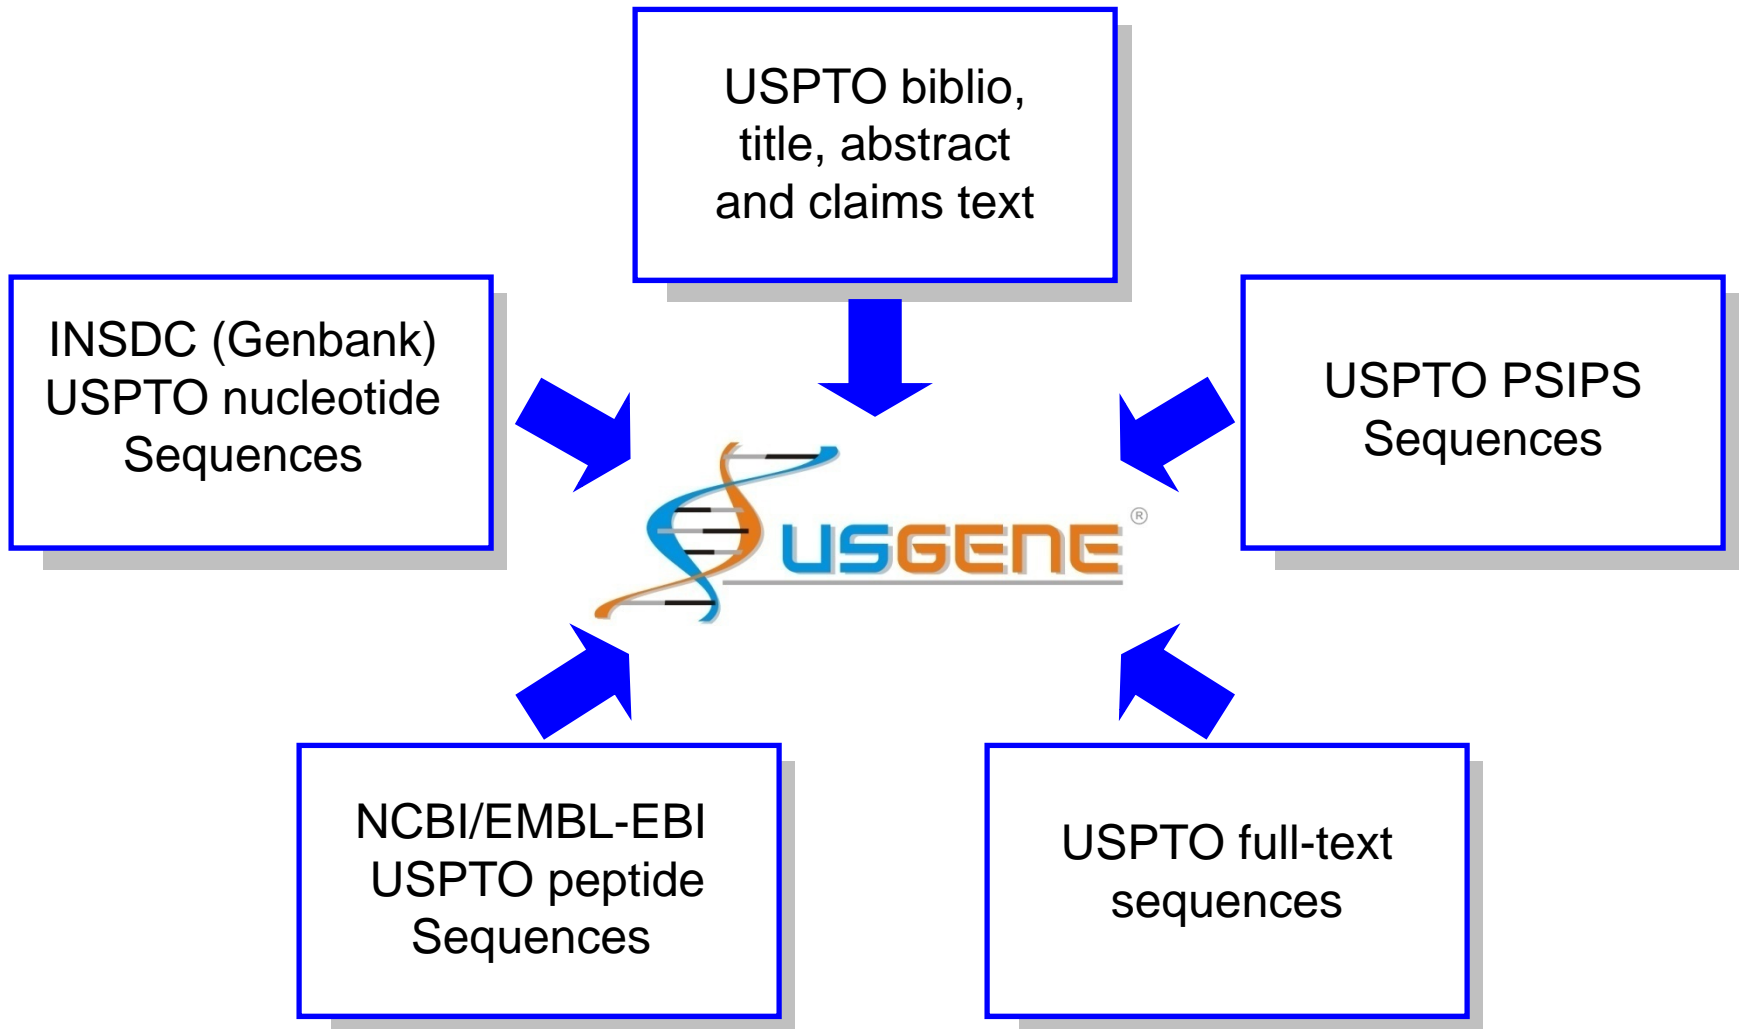 USPTO biblio,
title, abstract
and claims text
INSDC (Genbank)
USPTO nucleotide
Sequences
USPTO PSIPS
Sequences
USGENE ®
NCBI/EMBL-EBI
USPTO peptide
Sequences
USPTO full-text
sequences